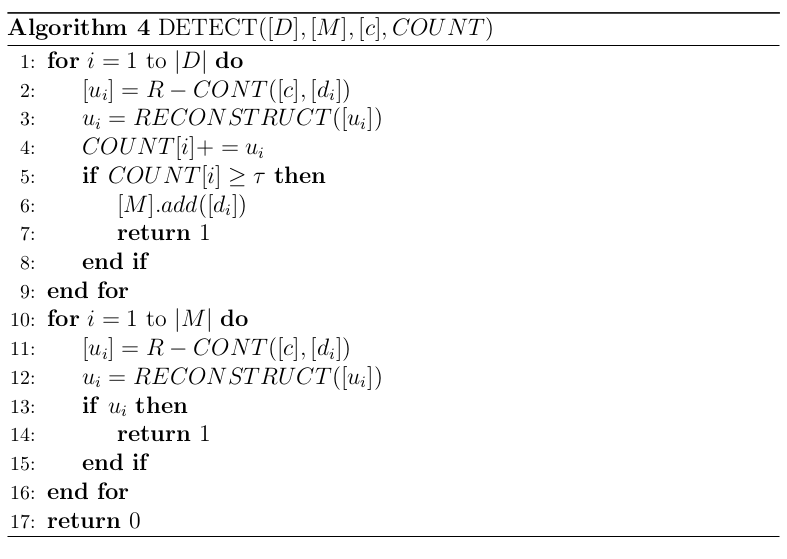 Algorithm 4 DETECT([D], [M], [c], COUNT)
1: for i = 1 to |D| do
2: [u_i] = R − CONT([c], [d_i])
3: u_i = RECONSTRUCT([u_i])
4: COUNT[i]+ = u_i
5: if COUNT[i] ≥ τ then
6: [M].add([d_i])
7: return 1
8: end if
9: end for
10: for i = 1 to |M| do
11: [u_i] = R − CONT([c], [d_i])
12: u_i = RECONSTRUCT([u_i])
13: if u_i then
14: return 1
15: end if
16: end for
17: return 0